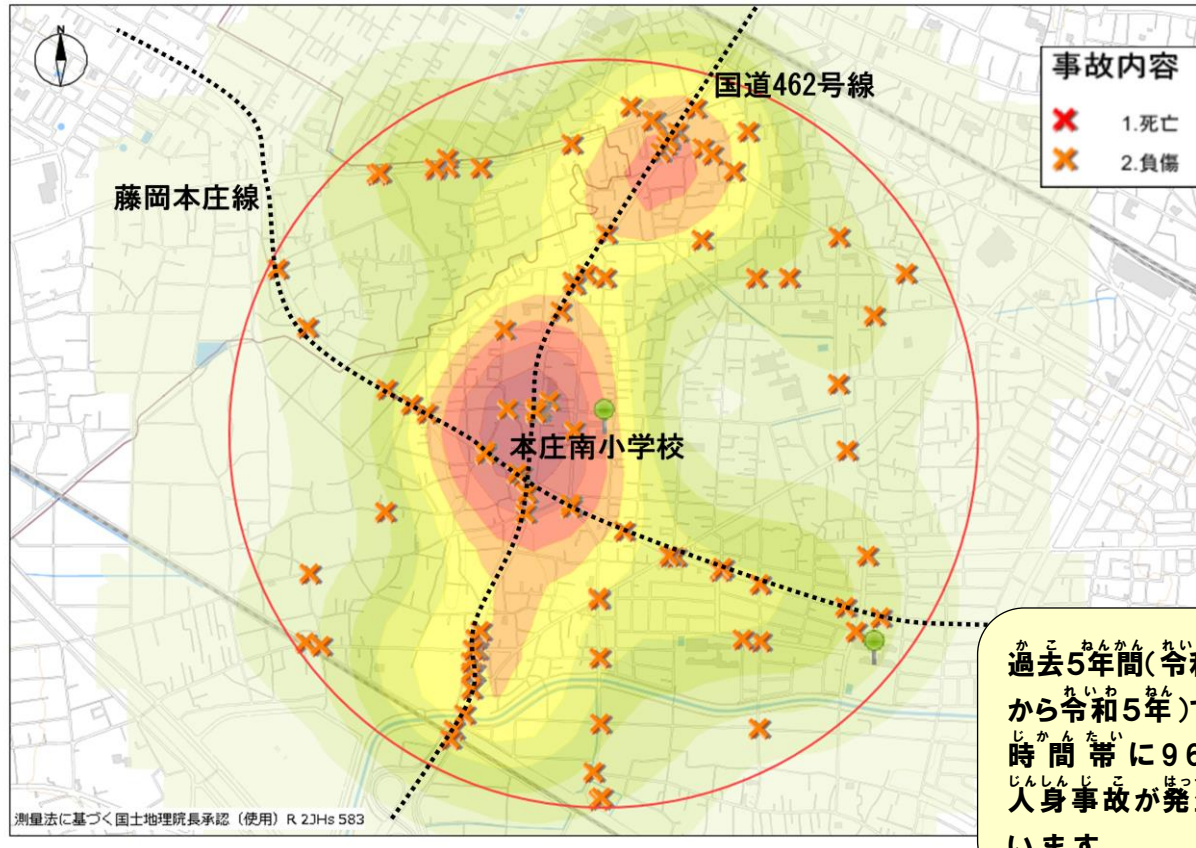 N
国道462号線
事故内容
1.死亡
2.負傷
藤岡本庄線
本庄南小学校
過去5年間(令和
から令和5年)
時間帯に96
人身事故が発
います
測量法に基づく国土地理院長承認(使用)R 2JHs 583